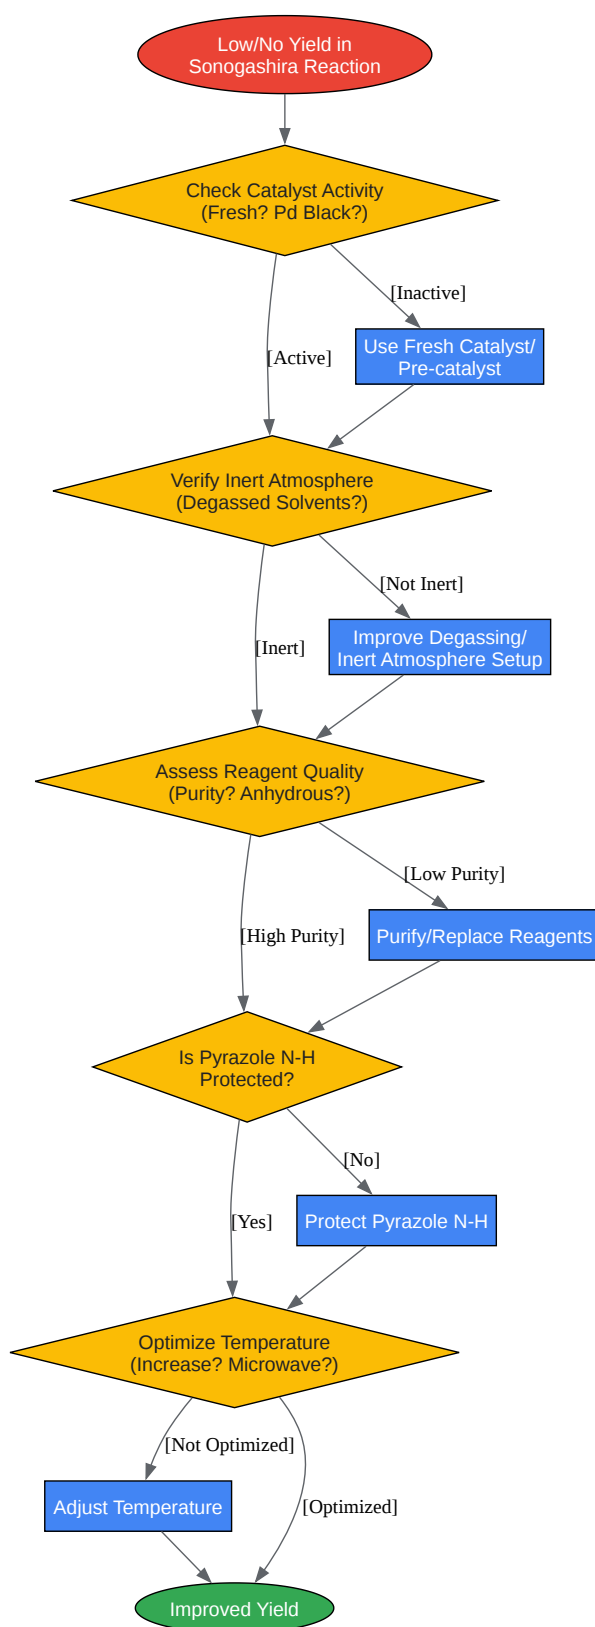 Low/No Yield in
Sonogashira Reaction
Check Catalyst Activity
(Fresh? Pd Black?)
[Inactive]
Use Fresh Catalyst/
Pre-catalyst
[Active]
Verify Inert Atmosphere
(Degassed Solvents?)
[Not Inert]
Improve Degassing/
Inert Atmosphere Setup
[Inert]
Assess Reagent Quality
(Purity? Anhydrous?)
[Low Purity]
Purify/Replace Reagents
[High Purity]
Is Pyrazole N-H
Protected?
[No]
Protect Pyrazole N-H
[Yes]
Optimize Temperature
(Increase? Microwave?)
[Not Optimized]
Adjust Temperature
[Optimized]
Improved Yield